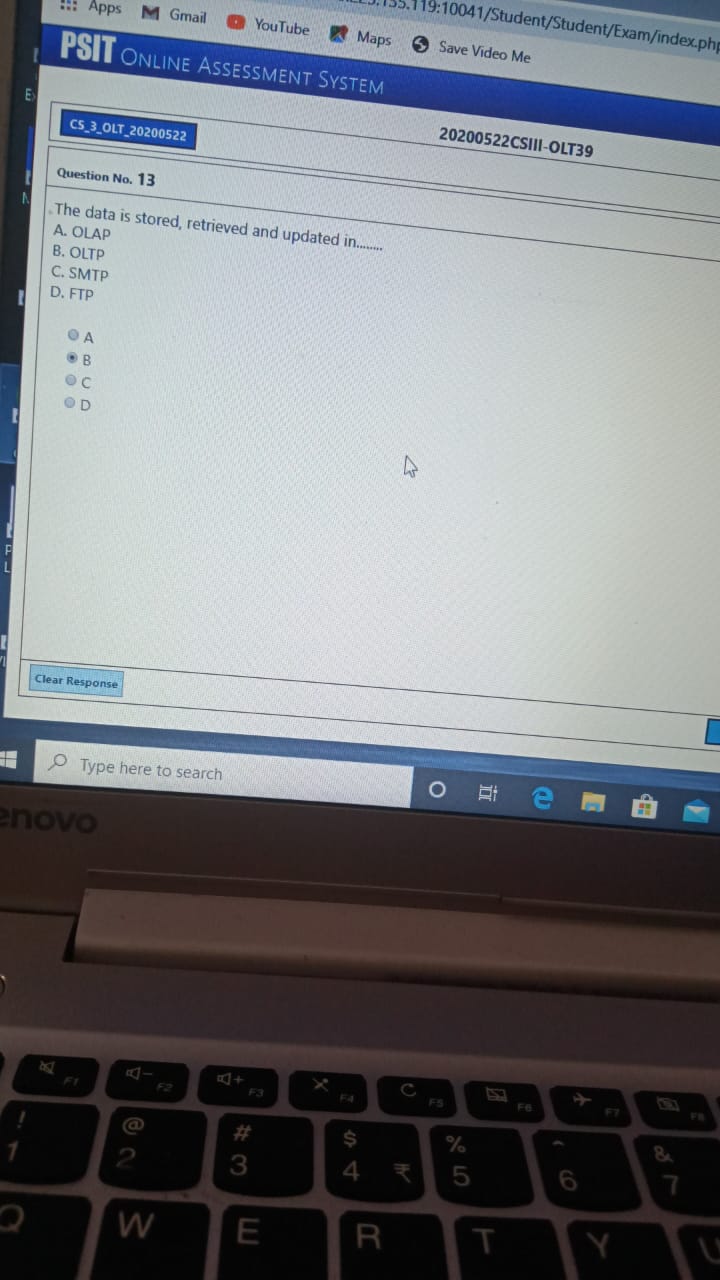 .135.119:10041/Student/Student/Exam/index.php
Apps Gmail YouTube Maps Save Video Me
PSIT ONLINE ASSESSMENT SYSTEM
CS_3_OLT_20200522
20200522CSIII-OLT39
Question No. 13
The data is stored, retrieved and updated in........
A. OLAP
B. OLTP
C. SMTP
D. FTP
A
B
C
D
Clear Response
Type here to search
enovo
F1 F2 F3 F4 F5 F6 F7 F8
! @ # $ % ^ &
1 2 3 4 ₹ 5 6 7
Q W E R T Y U